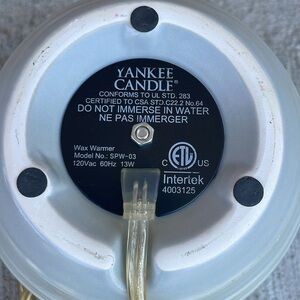 YANKEE
CANDLE®
CONFORMS TO UL STD. 283
CERTIFIED TO CSA STD.C22.2 No.64
DO NOT IMMERSE IN WATER
NE PAS IMMERGER
Wax Warmer
Model No.: SPW-03
120Vac 60Hz 13W
C ETL US
Intertek
4003125